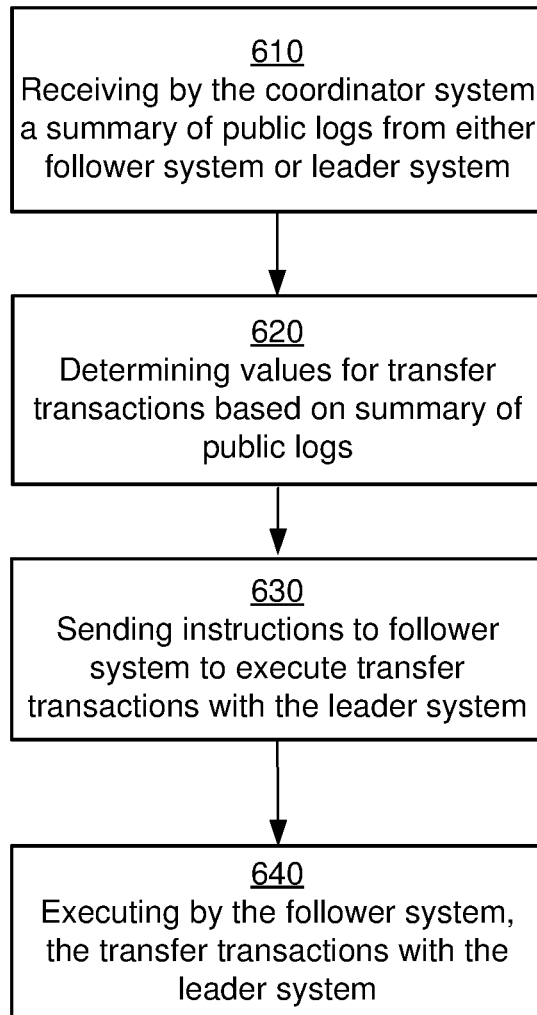 610
Receiving by the coordinator system
a summary of public logs from either
follower system or leader system
620
Determining values for transfer
transactions based on summary of
public logs
630
Sending instructions to follower
system to execute transfer
transactions with the leader system
640
Executing by the follower system,
the transfer transactions with the
leader system